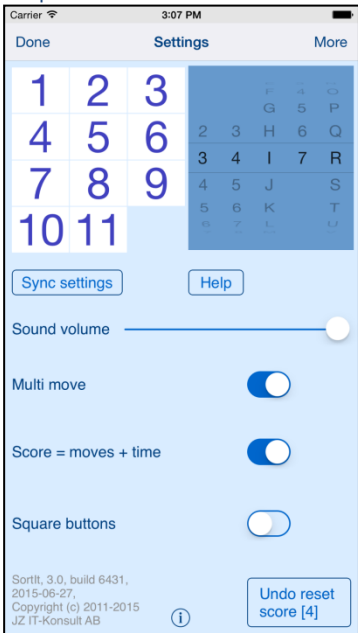 Carrier 3:07 PM
Done Settings More
1 2 3
4 5 6
7 8 9
10 11
F 4 O
G 5 P
2 3 H 6 Q
3 4 I 7 R
4 5 J S
5 6 K T
6 7 L U
Sync settings Help
Sound volume
Multi move
Score = moves + time
Square buttons
SortIt, 3.0, build 6431,
2015-06-27,
Copyright (c) 2011-2015
JZ IT-Konsult AB
Undo reset
score [4]